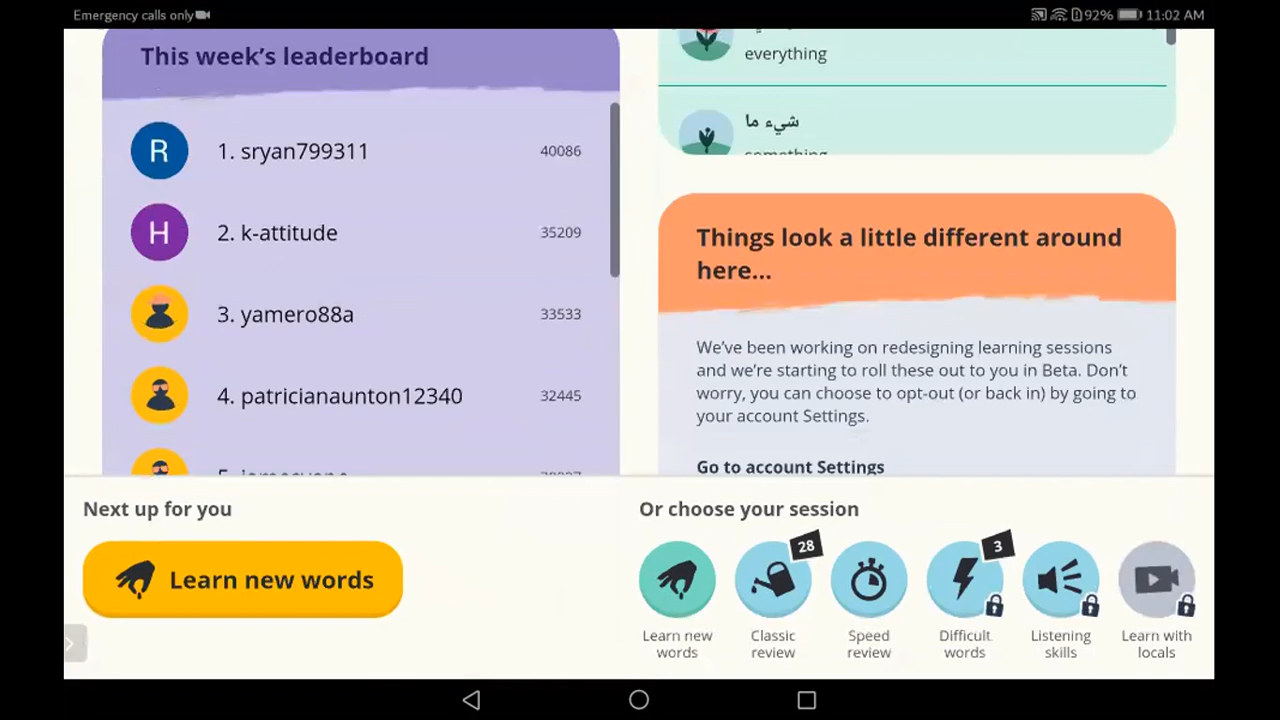 Emergency calls only
92%
11:02 AM
This week's leaderboard
1. sryan799311
40086
2. k-attitude
35209
3. yamero88a
33533
4. patricianaunton12340
32445
everything
شيء ما
something
Things look a little different around
here...
We've been working on redesigning learning sessions
and we're starting to roll these out to you in Beta. Don't
worry, you can choose to opt-out (or back in) by going to
your account Settings.
Go to account Settings
Next up for you
Learn new words
Or choose your session
28
3
Learn new
words
Classic
review
Speed
review
Difficult
words
Listening
skills
Learn with
locals
R
H